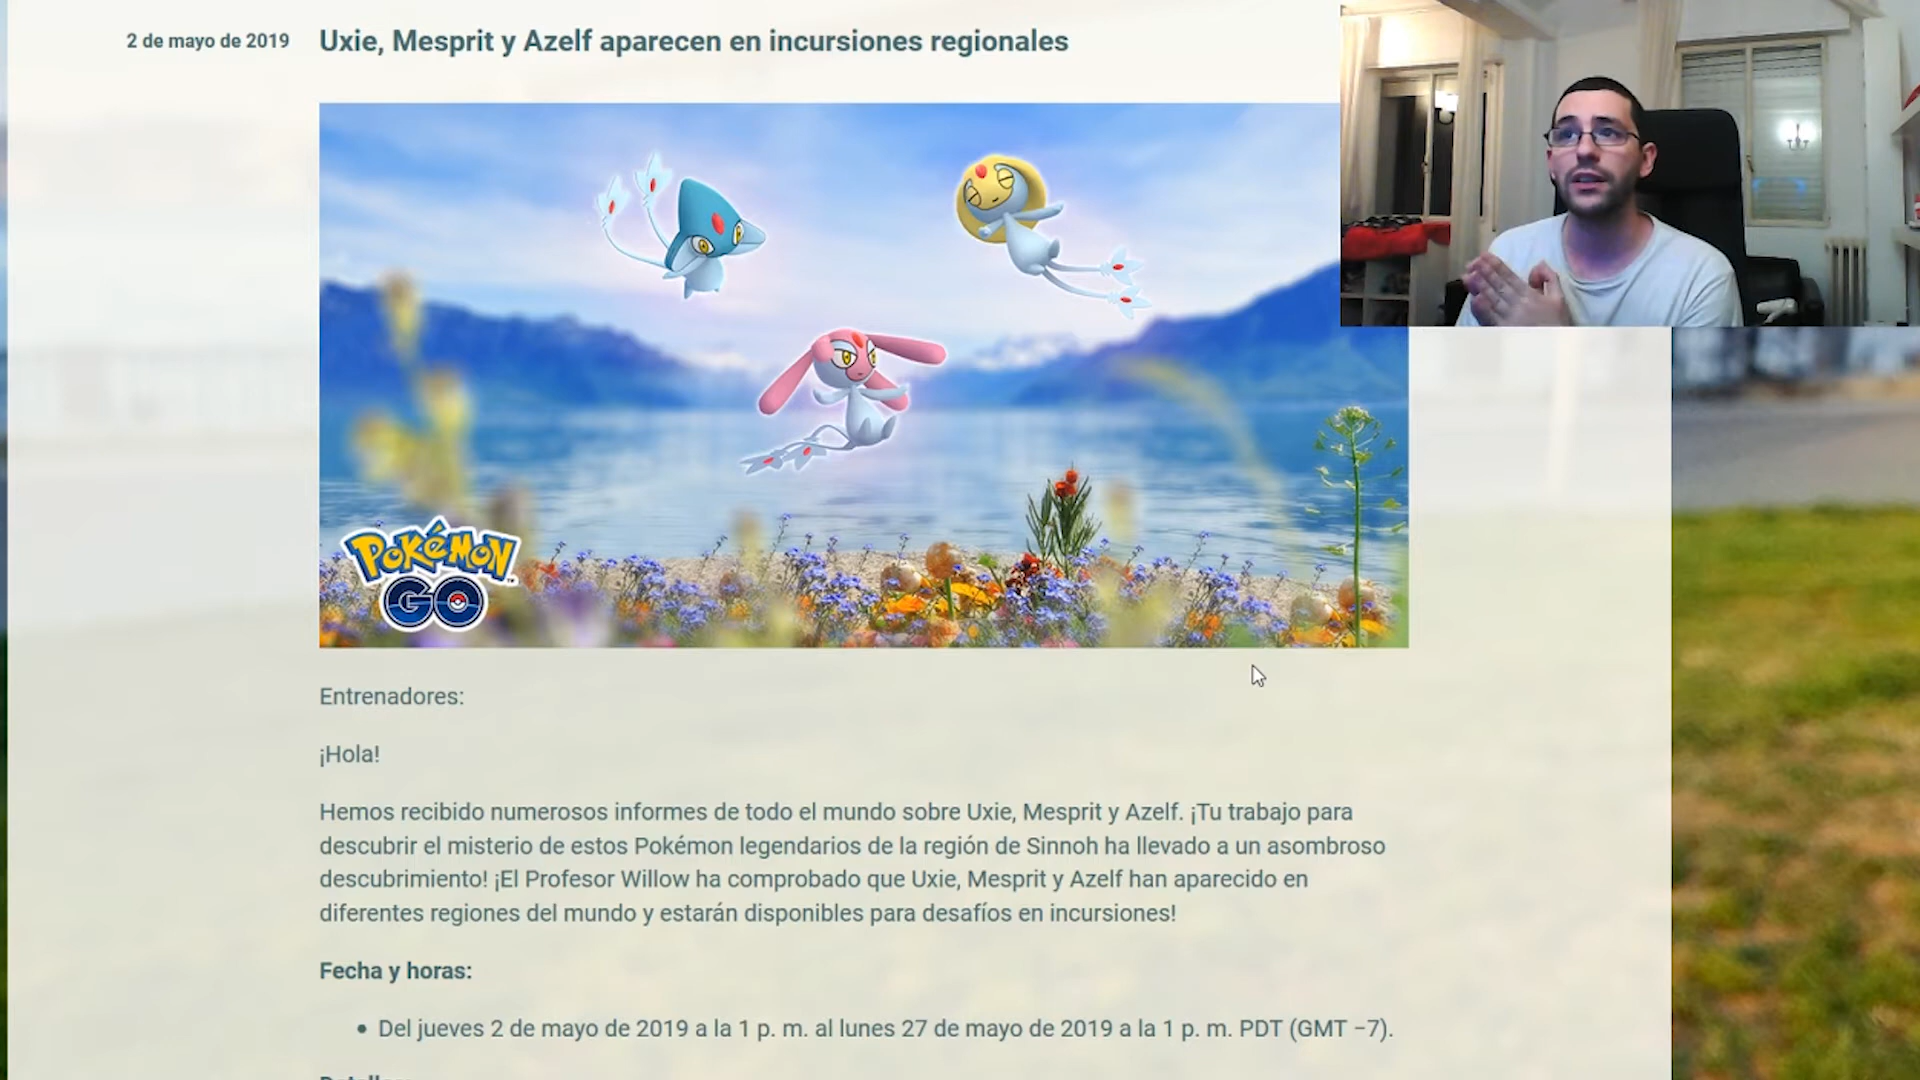 2 de mayo de 2019
Uxie, Mesprit y Azelf aparecen en incursiones regionales
POKÉMON
GO
Entrenadores:
¡Hola!
Hemos recibido numerosos informes de todo el mundo sobre Uxie, Mesprit y Azelf. ¡Tu trabajo para
descubrir el misterio de estos Pokémon legendarios de la región de Sinnoh ha llevado a un asombroso
descubrimiento! ¡El Profesor Willow ha comprobado que Uxie, Mesprit y Azelf han aparecido en
diferentes regiones del mundo y estarán disponibles para desafíos en incursiones!
Fecha y horas:
• Del jueves 2 de mayo de 2019 a la 1 p. m. al lunes 27 de mayo de 2019 a la 1 p. m. PDT (GMT −7).